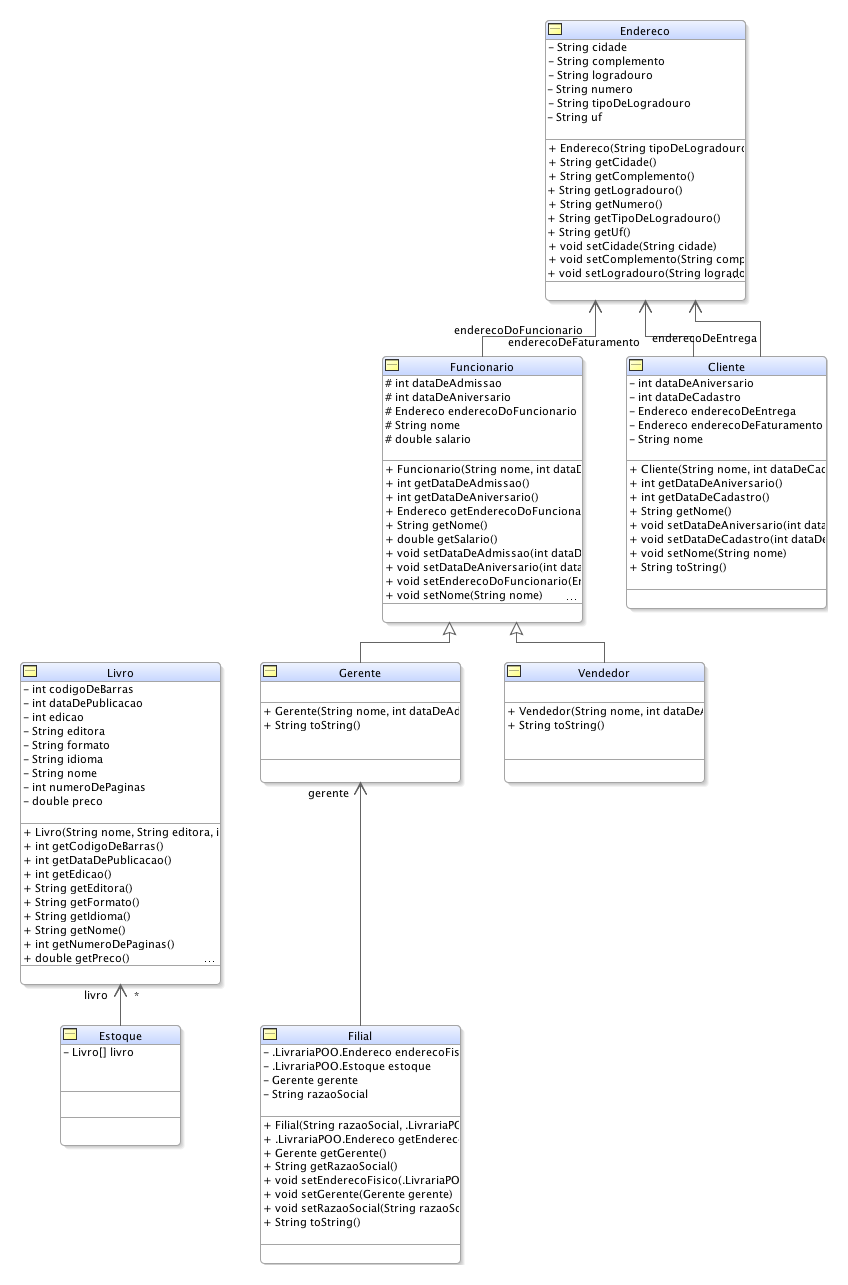 Endereco
– String cidade
– String complemento
– String logradouro
– String numero
– String tipoDeLogradouro
– String uf
+ Endereco(String tipoDeLogradouro
+ String getCidade()
+ String getComplemento()
+ String getLogradouro()
+ String getNumero()
+ String getTipoDeLogradouro()
+ String getUf()
+ void setCidade(String cidade)
+ void setComplemento(String comp
+ void setLogradouro(String logrado
enderecoDoFuncionario
enderecoDeFaturamento
enderecoDeEntrega
Funcionario
# int dataDeAdmissao
# int dataDeAniversario
# Endereco enderecoDoFuncionario
# String nome
# double salario
+ Funcionario(String nome, int dataD
+ int getDataDeAdmissao()
+ int getDataDeAniversario()
+ Endereco getEnderecoDoFunciona
+ String getNome()
+ double getSalario()
+ void setDataDeAdmissao(int dataD
+ void setDataDeAniversario(int data
+ void setEnderecoDoFuncionario(En
+ void setNome(String nome) ...
Cliente
– int dataDeAniversario
– int dataDeCadastro
– Endereco enderecoDeEntrega
– Endereco enderecoDeFaturamento
– String nome
+ Cliente(String nome, int dataDeCad
+ int getDataDeAniversario()
+ int getDataDeCadastro()
+ String getNome()
+ void setDataDeAniversario(int data
+ void setDataDeCadastro(int dataDe
+ void setNome(String nome)
+ String toString()
Livro
– int codigoDeBarras
– int dataDePublicacao
– int edicao
– String editora
– String formato
– String idioma
– String nome
– int numeroDePaginas
– double preco
+ Livro(String nome, String editora, i
+ int getCodigoDeBarras()
+ int getDataDePublicacao()
+ int getEdicao()
+ String getEditora()
+ String getFormato()
+ String getIdioma()
+ String getNome()
+ int getNumeroDePaginas()
+ double getPreco() ...
Gerente
+ Gerente(String nome, int dataDeAd
+ String toString()
Vendedor
+ Vendedor(String nome, int dataDeA
+ String toString()
gerente
livro *
Estoque
– Livro[] livro
Filial
– .LivrariaPOO.Endereco enderecoFis
– .LivrariaPOO.Estoque estoque
– Gerente gerente
– String razaoSocial
+ Filial(String razaoSocial, .LivrariaPO
+ .LivrariaPOO.Endereco getEnderec
+ Gerente getGerente()
+ String getRazaoSocial()
+ void setEnderecoFisico(.LivrariaPO
+ void setGerente(Gerente gerente)
+ void setRazaoSocial(String razaoSo
+ String toString()